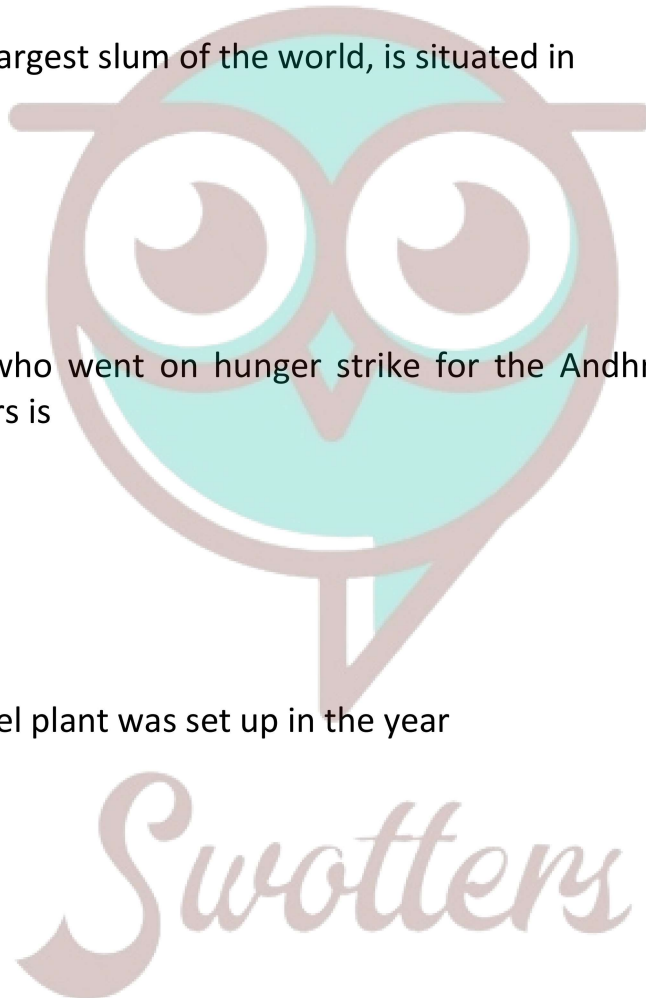 argest slum of the world, is situated in
who went on hunger strike for the Andhr
rs is
el plant was set up in the year
Swotters